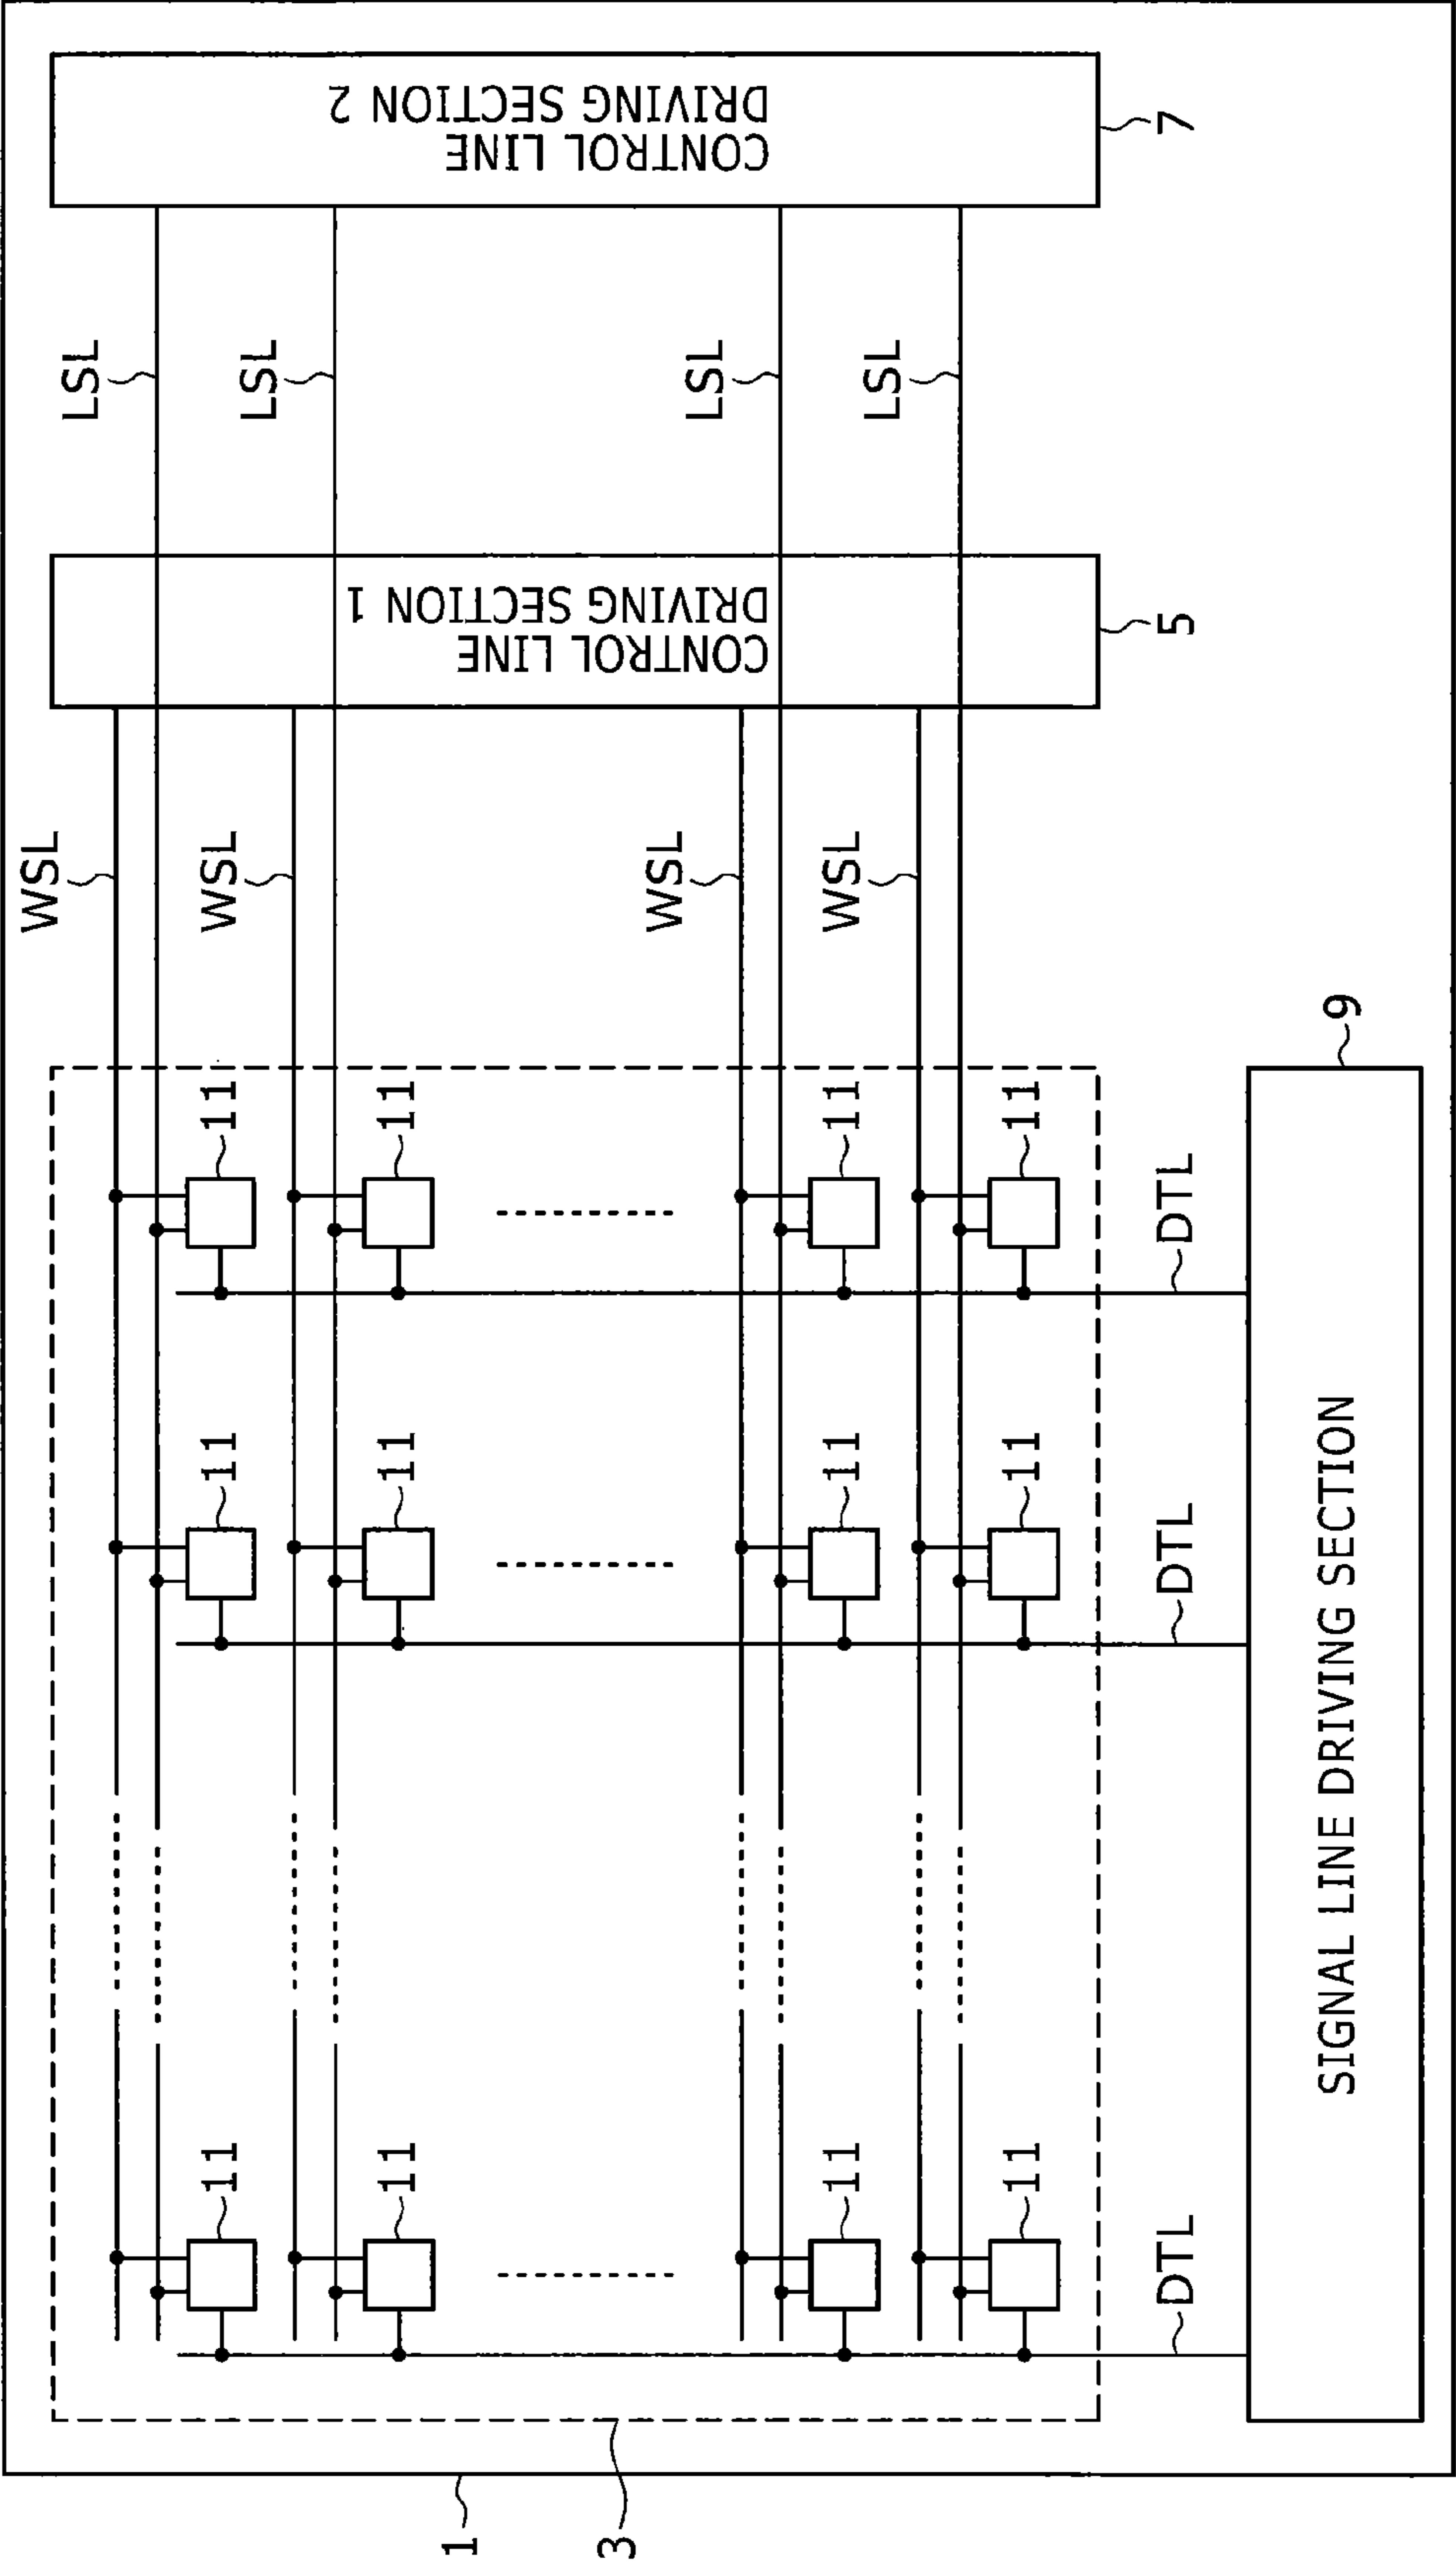 CONTROL LINE
DRIVING SECTION 2
7
LSL
LSL
LSL
LSL
CONTROL LINE
DRIVING SECTION 1
5
WSL
WSL
WSL
WSL
9
11
11
11
11
DTL
11
11
11
11
DTL
SIGNAL LINE DRIVING SECTION
11
11
11
11
DTL
1
3